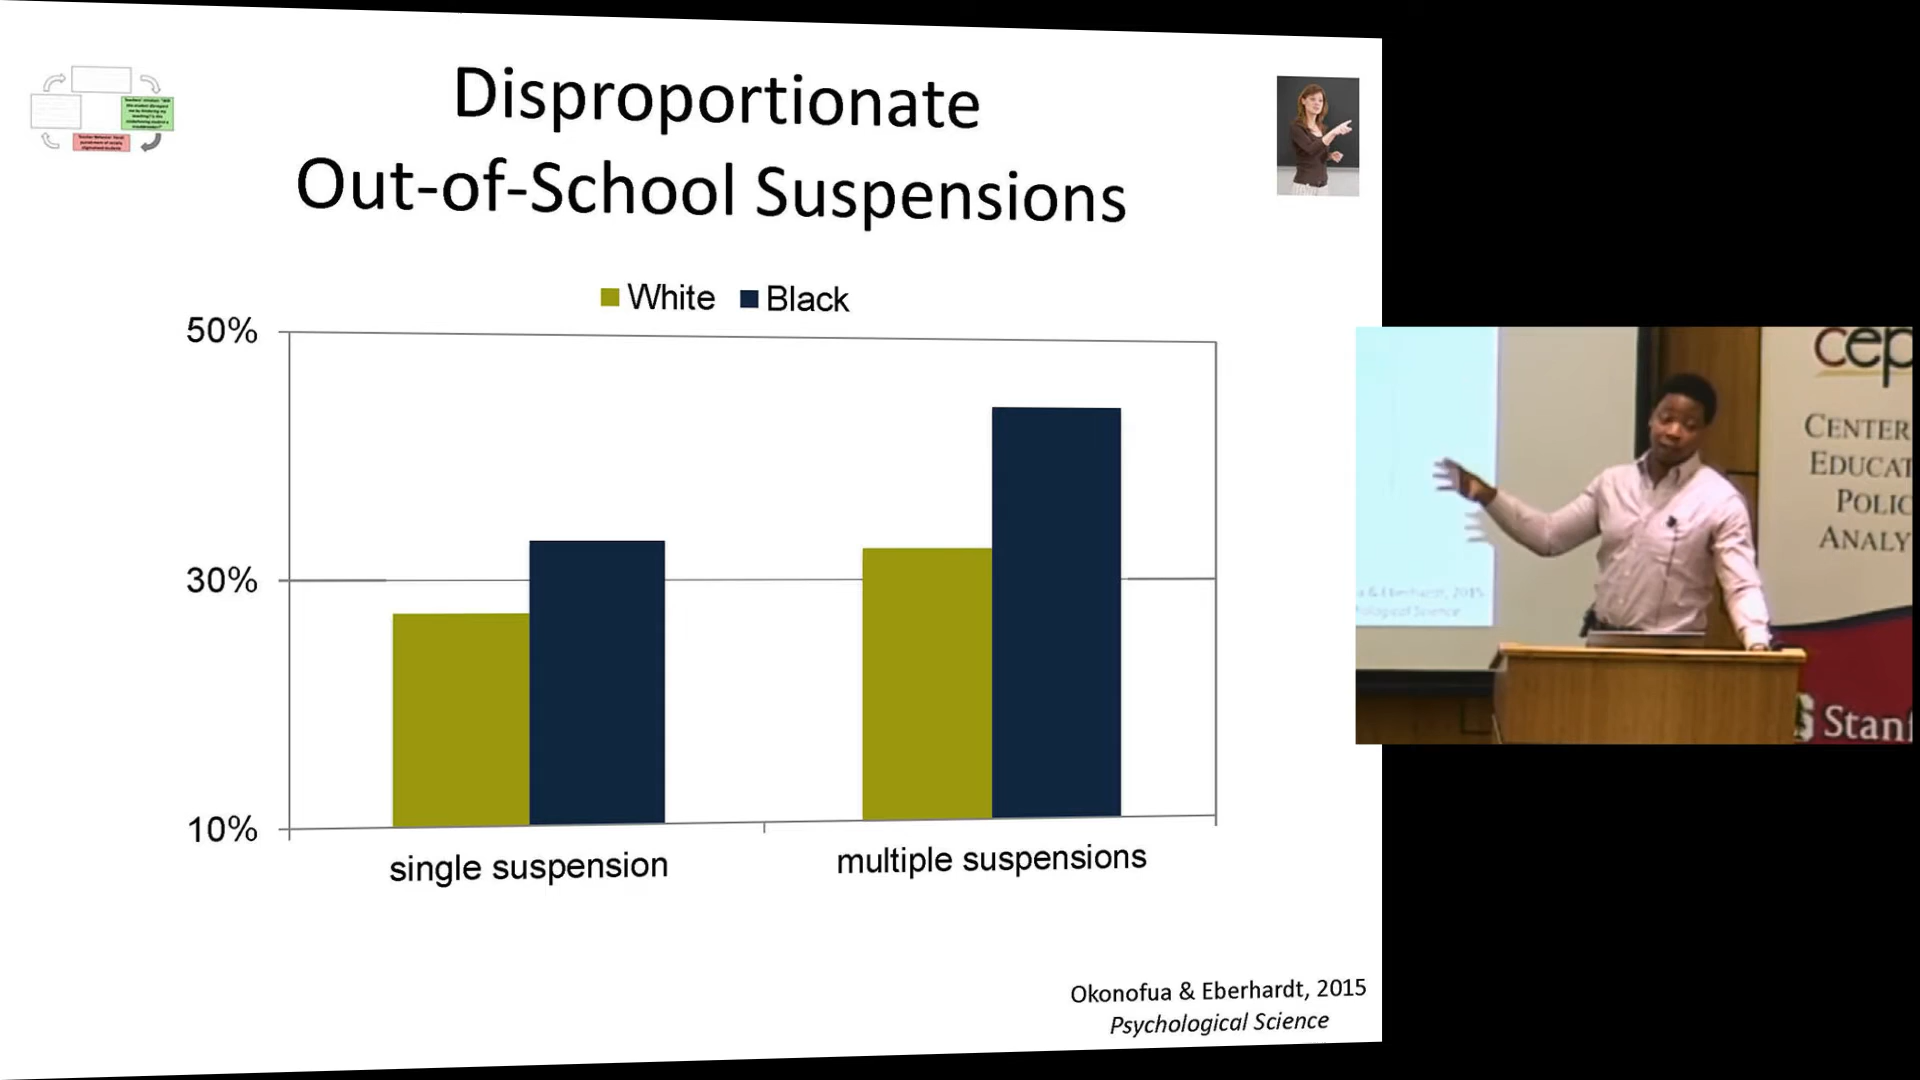 Disproportionate
Out-of-School Suspensions
White Black
50%
30%
10%
single suspension
multiple suspensions
Okonofua & Eberhardt, 2015
Psychological Science
cep
CENTER
EDUCAT
POLIC
ANALY
Stanf